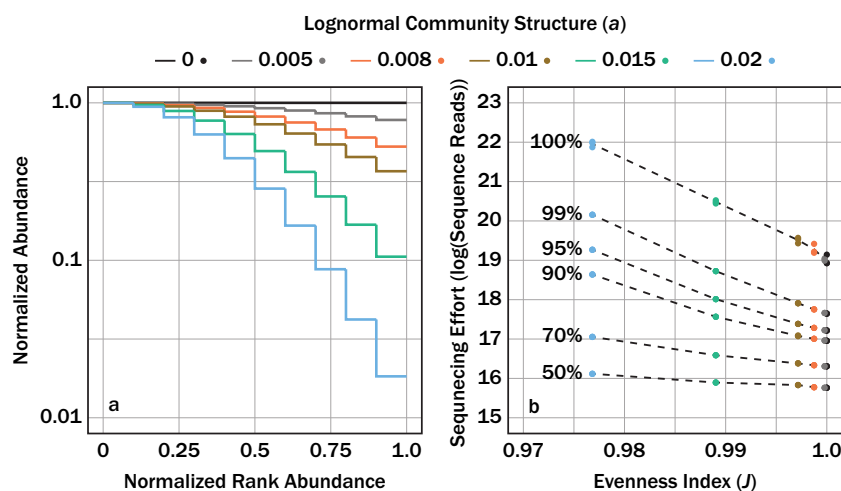 Lognormal Community Structure (a)
0 0.005 0.008 0.01 0.015 0.02
1.0
0.1
0.01
Normalized Abundance
a
0 0.25 0.5 0.75 1.0
Normalized Rank Abundance
23
22
21
20
19
18
17
16
15
Sequnecing Effort (log(Sequence Reads))
100%
99%
95%
90%
70%
50%
b
0.97 0.98 0.99 1.0
Evenness Index (J)